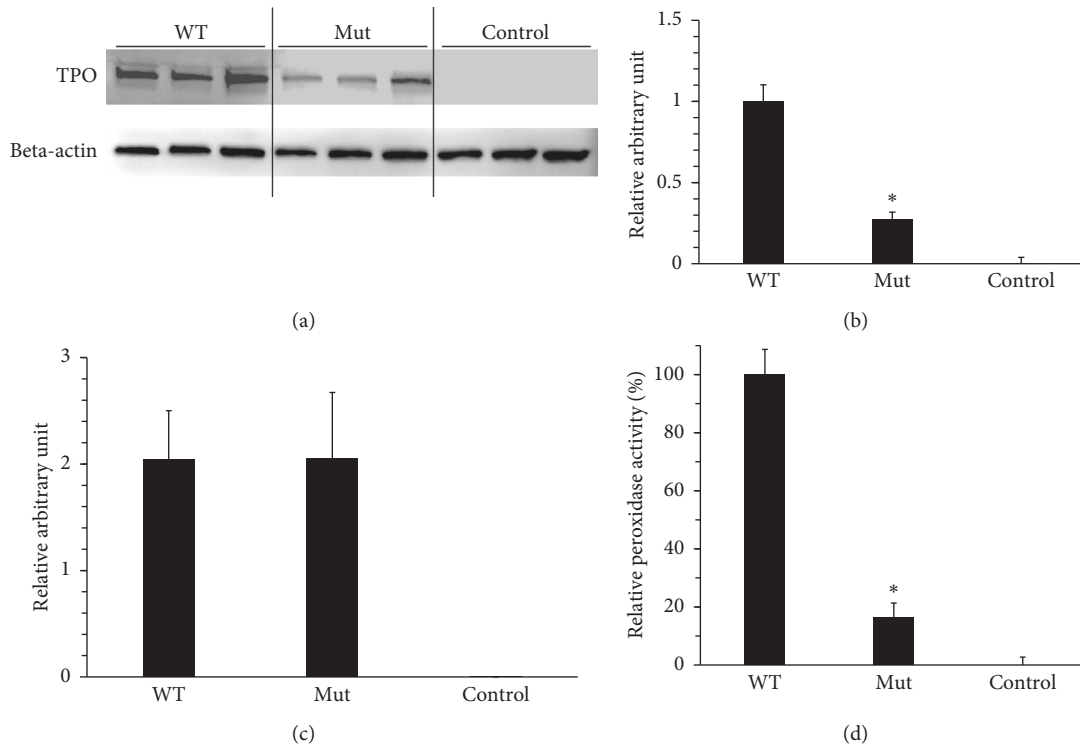 WT Mut Control
TPO
Beta-actin
(a)
Relative arbitrary unit
1.5
1
0.5
0
*
WT Mut Control
(b)
Relative arbitrary unit
3
2
1
0
WT Mut Control
(c)
Relative peroxidase activity (%)
100
80
60
40
20
0
*
WT Mut Control
(d)